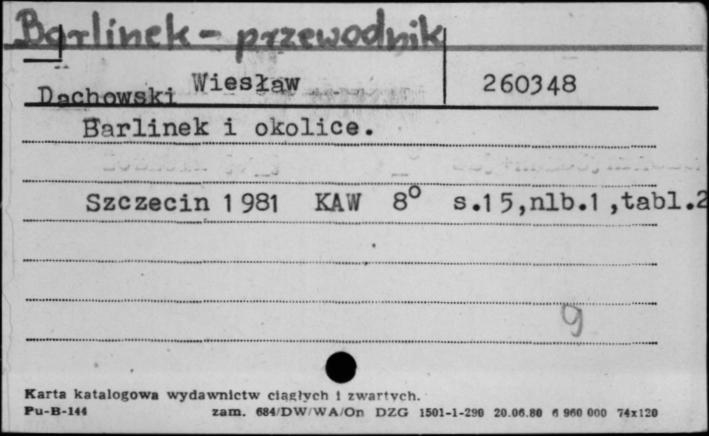 Barlinek - przewodnik
Dachowski Wiesław 260348
Barlinek i okolice.
Szczecin 1981 KAW 8° s.15,nlb.1,tabl.2
9
Karta katalogowa wydawnictw ciągłych i zwartych.
Pu-B-144 zam. 684/DW/WA/On DZG 1501-1-290 20.06.80 6 960 000 74x120